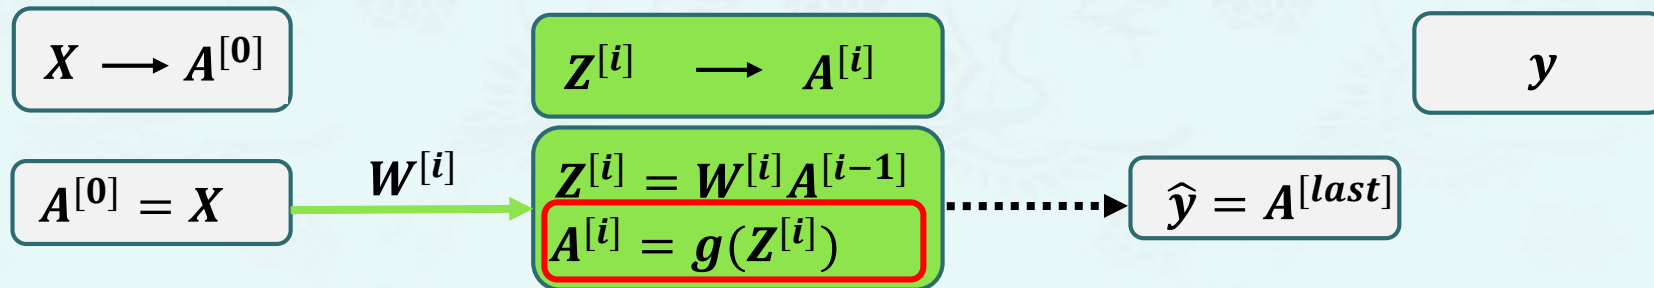 X ⟶ A^{[0]}
Z^{[i]} ⟶ A^{[i]}
y
A^{[0]} = X
W^{[i]}
Z^{[i]} = W^{[i]}A^{[i−1]}
A^{[i]} = g(Z^{[i]})
ŷ = A^{[last]}